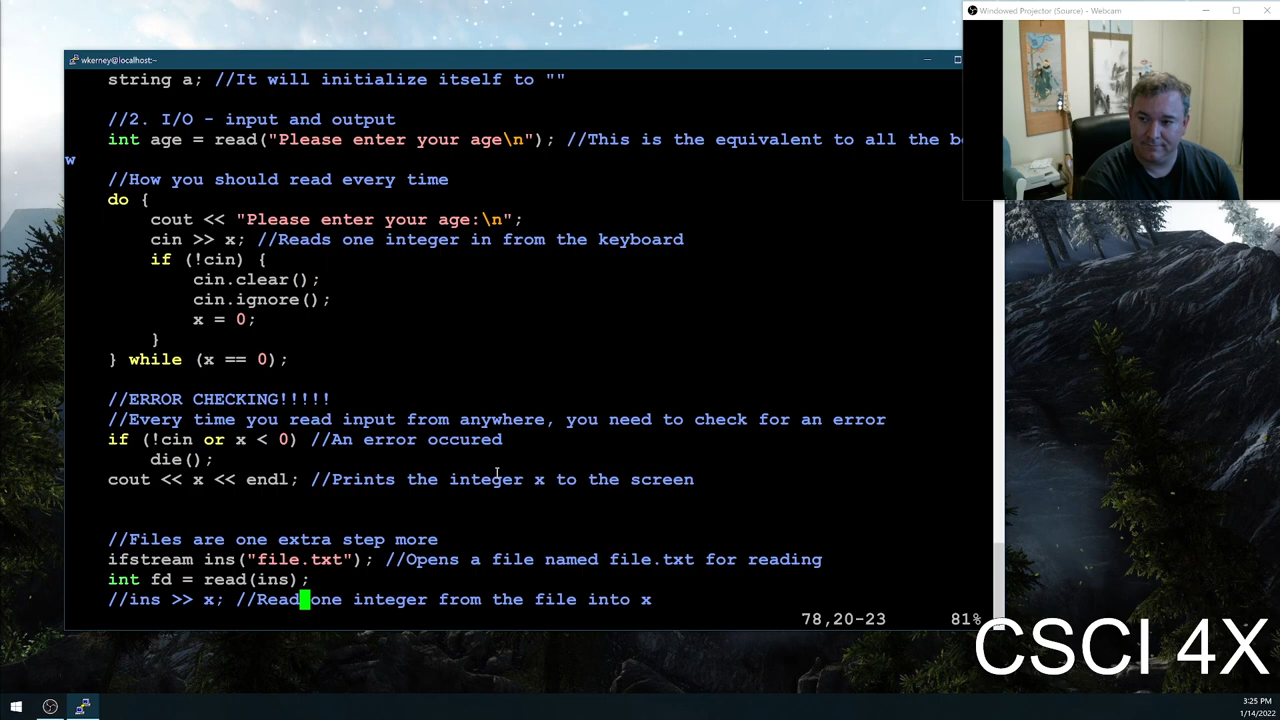 Windowed Projector (Source) - Webcam
wkerney@localhost:~
string a; //It will initialize itself to ""
//2. I/O - input and output
int age = read("Please enter your age\n"); //This is the equivalent to all the be
w
//How you should read every time
do {
cout << "Please enter your age:\n";
cin >> x; //Reads one integer in from the keyboard
if (!cin) {
cin.clear();
cin.ignore();
x = 0;
}
} while (x == 0);
//ERROR CHECKING!!!!!
//Every time you read input from anywhere, you need to check for an error
if (!cin or x < 0) //An error occured
die();
cout << x << endl; //Prints the integer x to the screen
//Files are one extra step more
ifstream ins("file.txt"); //Opens a file named file.txt for reading
int fd = read(ins);
//ins >> x; //Read one integer from the file into x
78,20-23 81%
CSCI 4X
3:25 PM
1/14/2022